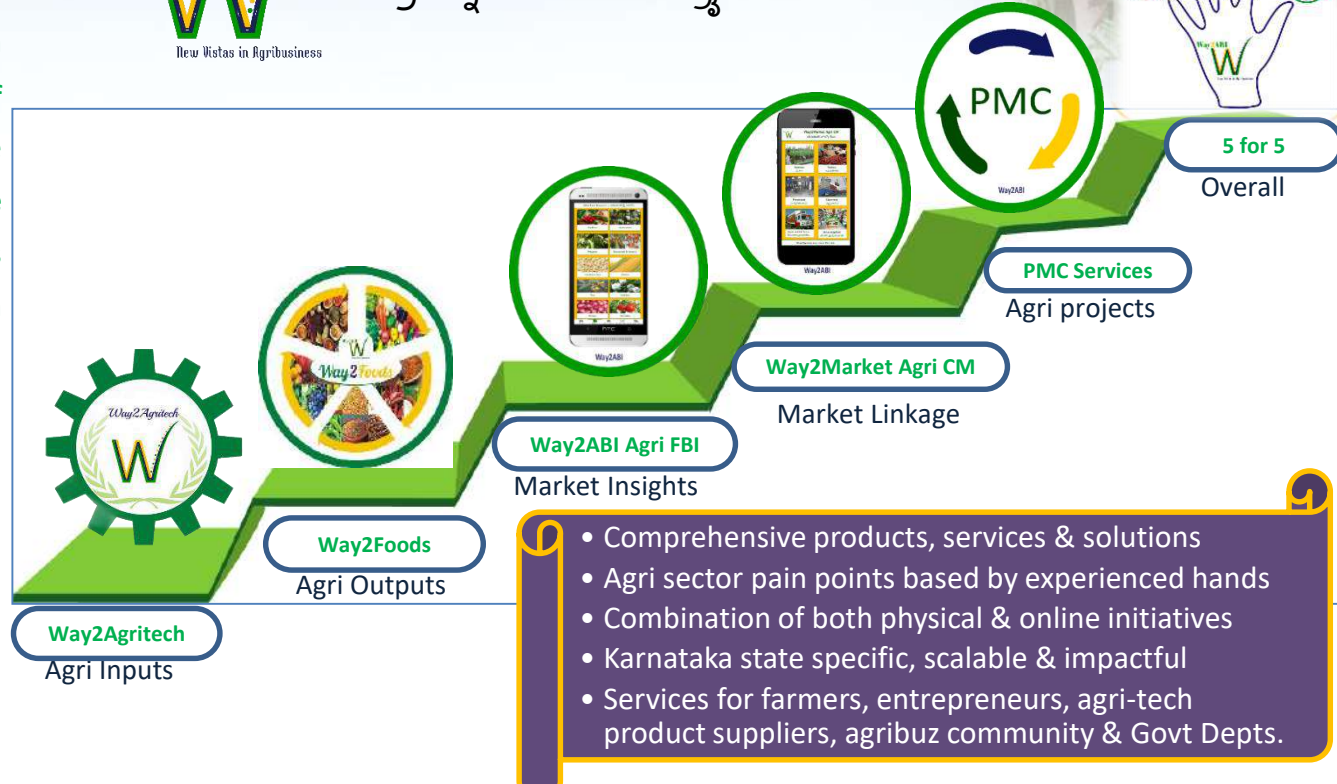 New Vistas in Agribusiness
PMC
Way2ABI
5 for 5
Overall
PMC Services
Agri projects
Way2ABI
Way2Market Agri CM
Market Linkage
Way2ABI
Way2ABI Agri FBI
Market Insights
Way2Foods
Way2Foods
Agri Outputs
Way2Agritech
Way2Agritech
Agri Inputs
• Comprehensive products, services & solutions
• Agri sector pain points based by experienced hands
• Combination of both physical & online initiatives
• Karnataka state specific, scalable & impactful
• Services for farmers, entrepreneurs, agri-tech
product suppliers, agribuz community & Govt Depts.